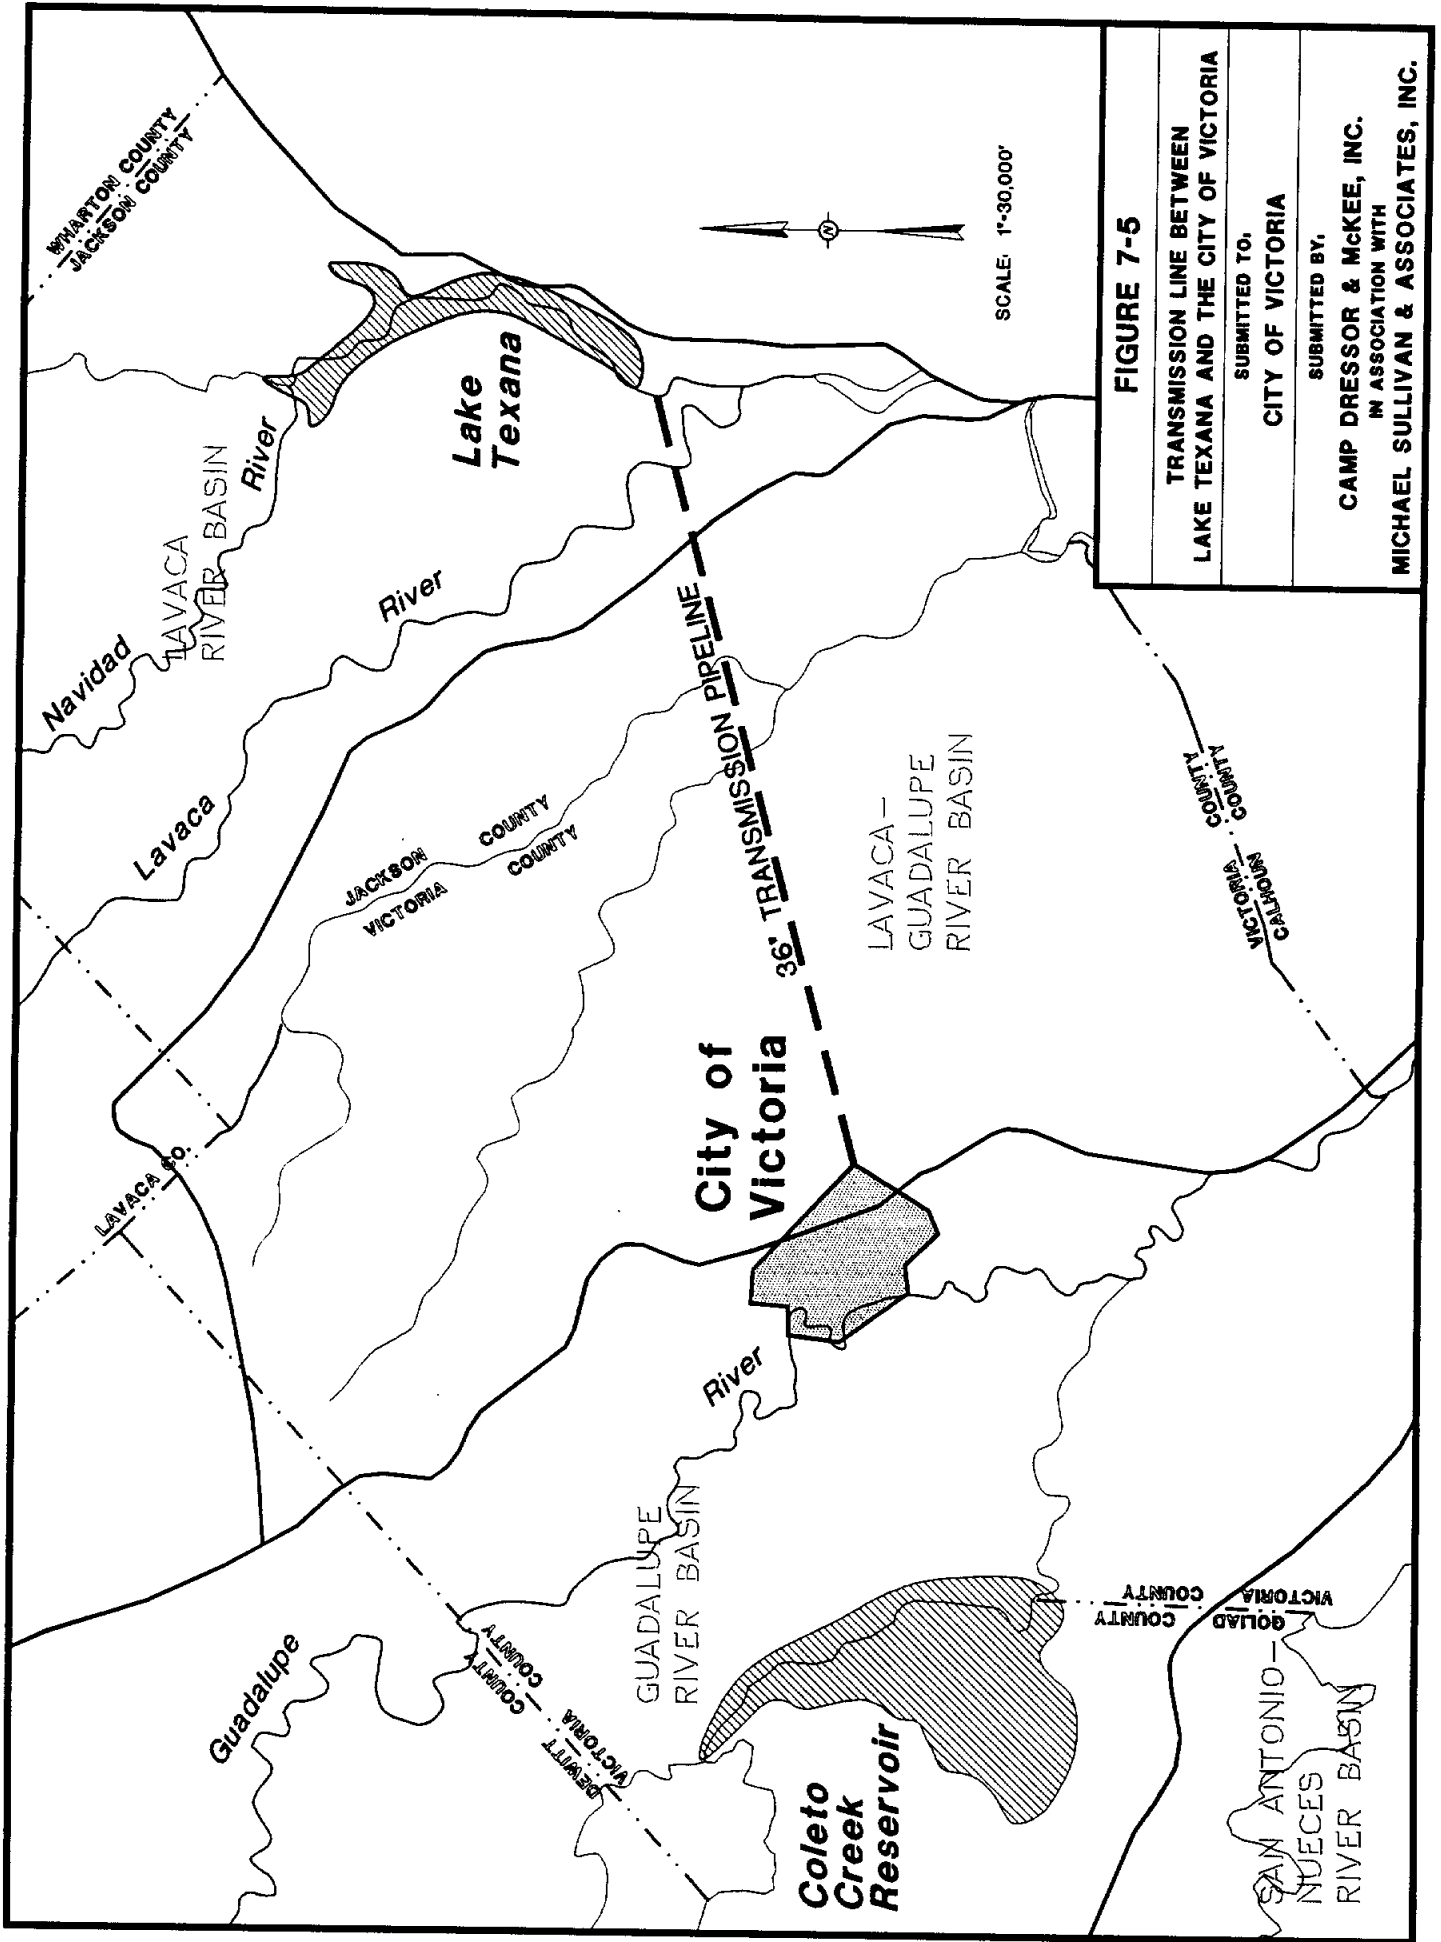 WHARTON COUNTY
JACKSON COUNTY
LAVACA
RIVER BASIN
Navidad
River
Lake
Texana
Lavaca
River
JACKSON COUNTY
VICTORIA COUNTY
LAVACA CO.
36" TRANSMISSION PIPELINE
City of
Victoria
LAVACA-
GUADALUPE
RIVER BASIN
VICTORIA COUNTY
CALHOUN COUNTY
Guadalupe
River
GUADALUPE
RIVER BASIN
DEWITT COUNTY
VICTORIA COUNTY
Coleto
Creek
Reservoir
GOLIAD COUNTY
VICTORIA COUNTY
SAN ANTONIO-
NUECES
RIVER BASIN
N
SCALE: 1"-30,000'
FIGURE 7-5
TRANSMISSION LINE BETWEEN
LAKE TEXANA AND THE CITY OF VICTORIA
SUBMITTED TO:
CITY OF VICTORIA
SUBMITTED BY:
CAMP DRESSOR & McKEE, INC.
IN ASSOCIATION WITH
MICHAEL SULLIVAN & ASSOCIATES, INC.